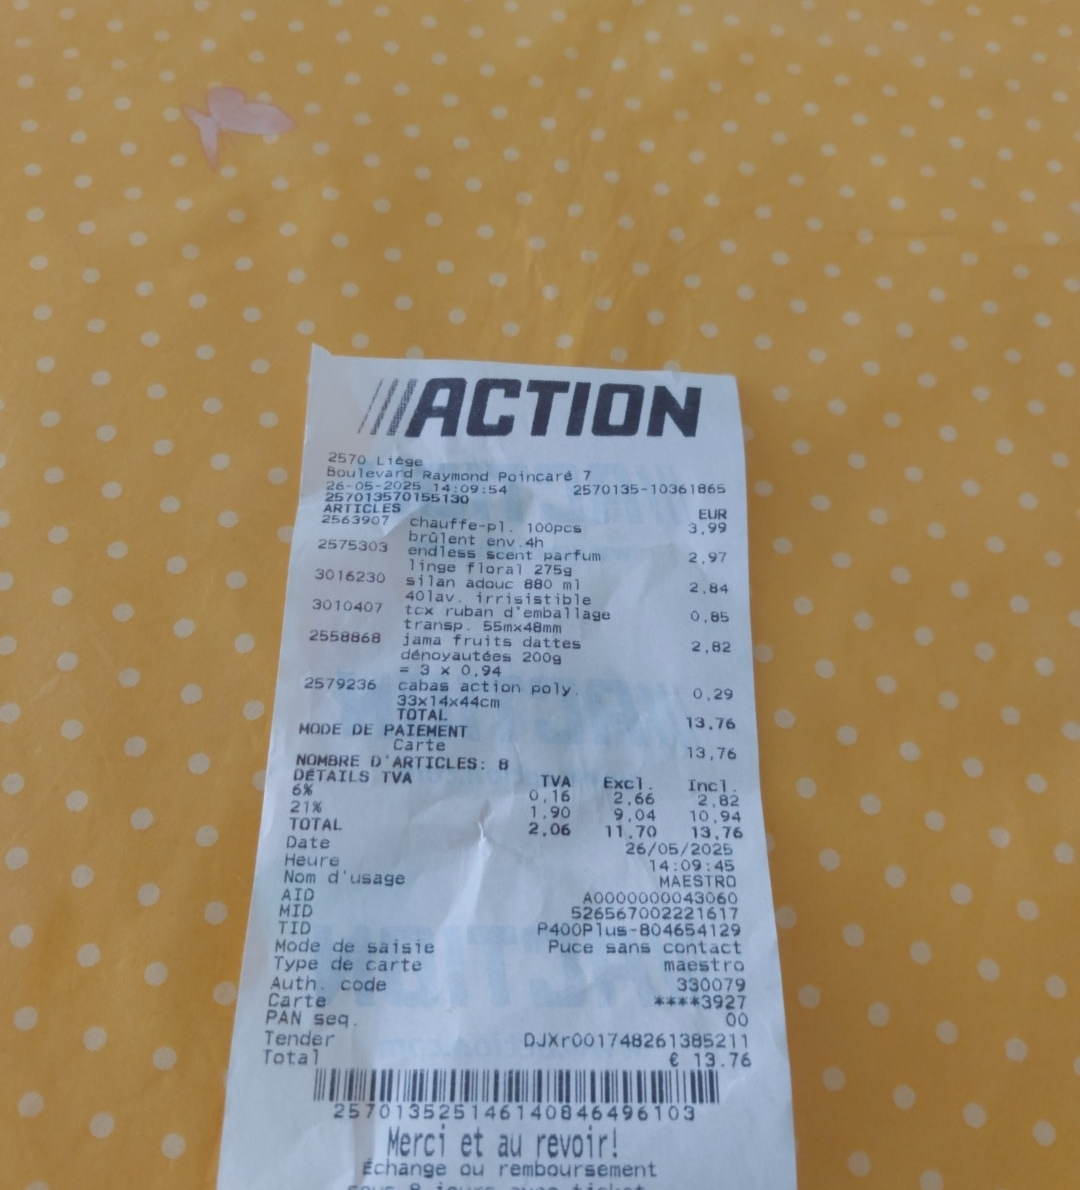 ACTION
2570 Liège
Boulevard Raymond Poincaré 7
26-05-2025 14:09:54 2570135-10361865
257013570155130
ARTICLES EUR
2563907 chauffe-pl. 100pcs 3,99
brûlent env.4h
2575303 endless scent parfum 2,97
linge floral 275g
3016230 silan adouc 880 ml 2,84
40lav. irrisistible
3010407 tcx ruban d'emballage 0,85
transp. 55mx48mm
2558868 jama fruits dattes 2,82
dénoyautées 200g
= 3 x 0,94
2579236 cabas action poly. 0,29
33x14x44cm
TOTAL 13,76
MODE DE PAIEMENT
Carte 13,76
NOMBRE D'ARTICLES: 8
DÉTAILS TVA TVA Excl. Incl.
6% 0,16 2,66 2,82
21% 1,90 9,04 10,94
TOTAL 2,06 11,70 13,76
Date 26/05/2025
Heure 14:09:45
Nom d'usage MAESTRO
AID A0000000043060
MID 526567002221617
TID P400Plus-804654129
Mode de saisie Puce sans contact
Type de carte maestro
Auth. code 330079
Carte ****3927
PAN seq. 00
Tender DJXr001748261385211
Total € 13.76
257013525146140846496103
Merci et au revoir!
Échange ou remboursement
sous 8 jours avec ticket